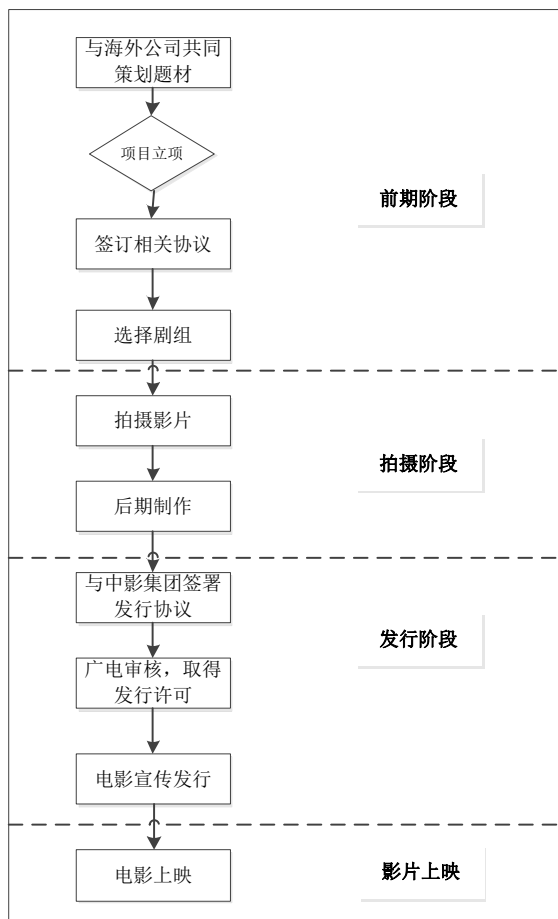 与海外公司共同
策划题材
项目立项
前期阶段
签订相关协议
选择剧组
拍摄影片
拍摄阶段
后期制作
与中影集团签署
发行协议
发行阶段
广电审核，取得
发行许可
电影宣传发行
电影上映
影片上映